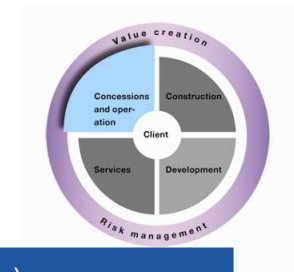 Value creation
Concessions
and oper-
ation
Construction
Client
Services
Development
Risk management